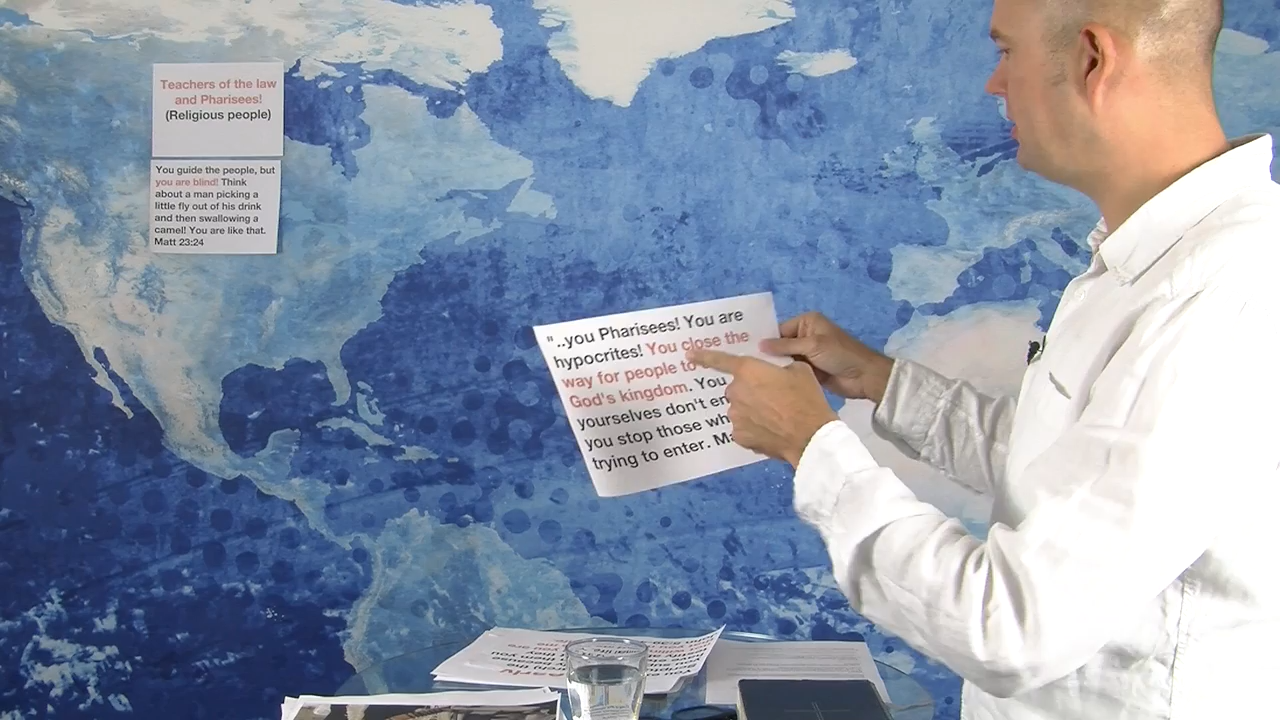 Teachers of the law
and Pharisees!
(Religious people)
You guide the people, but
you are blind! Think
about a man picking a
little fly out of his drink
and then swallowing a
camel! You are like that.
Matt 23:24
"..you Pharisees! You are
hypocrites! You close the
way for people to
God's kingdom. You
yourselves don't
you stop those
trying to enter.